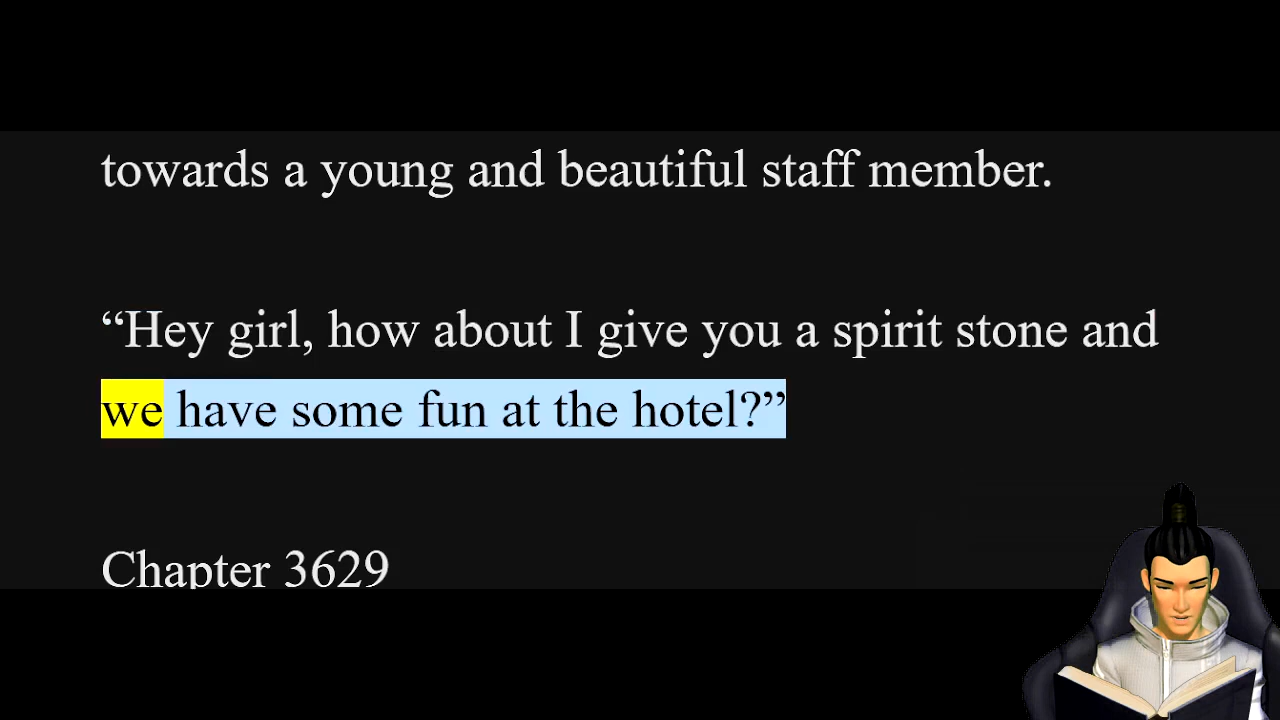 towards a young and beautiful staff member.
“Hey girl, how about I give you a spirit stone and
we have some fun at the hotel?”
Chapter 3629